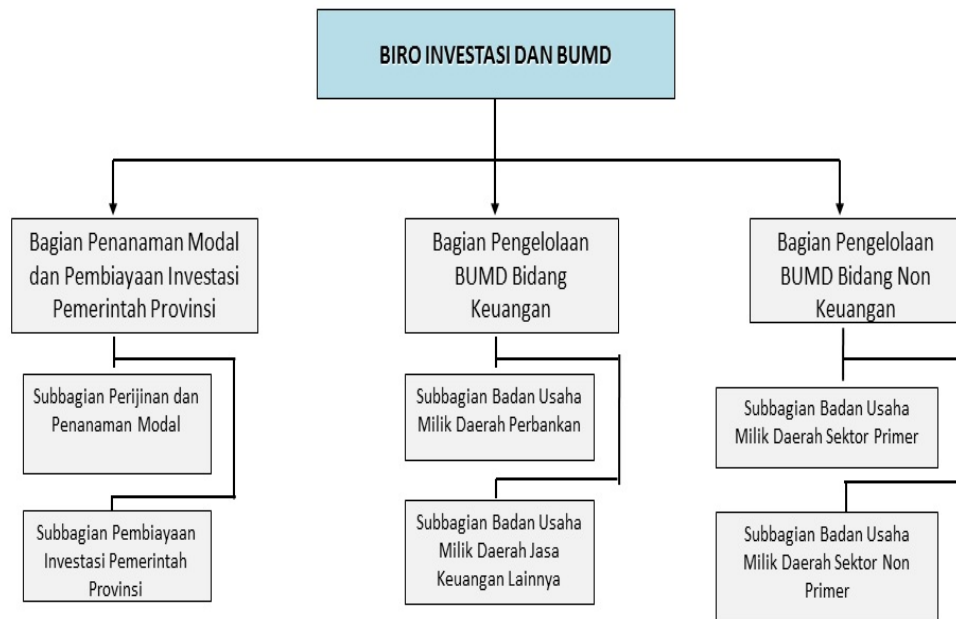 BIRO INVESTASI DAN BUMD
Bagian Penanaman Modal
dan Pembiayaan Investasi
Pemerintah Provinsi
Bagian Pengelolaan
BUMD Bidang
Keuangan
Bagian Pengelolaan
BUMD Bidang Non
Keuangan
Subbagian Perijinan dan
Penanaman Modal
Subbagian Badan Usaha
Milik Daerah Perbankan
Subbagian Badan Usaha
Milik Daerah Sektor Primer
Subbagian Pembiayaan
Investasi Pemerintah
Provinsi
Subbagian Badan Usaha
Milik Daerah Jasa
Keuangan Lainnya
Subbagian Badan Usaha
Milik Daerah Sektor Non
Primer